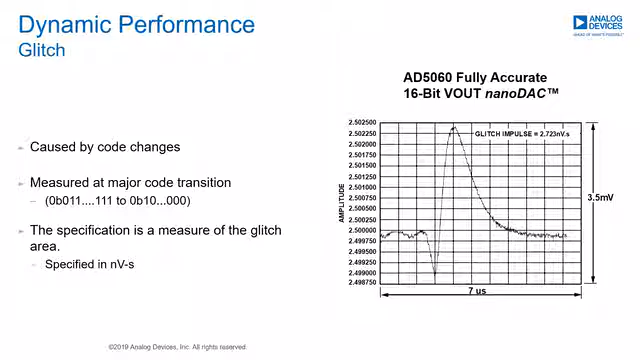 Dynamic Performance
Glitch
ANALOG
DEVICES
AHEAD OF WHAT'S POSSIBLE™
Caused by code changes
Measured at major code transition
(0b011....111 to 0b10...000)
The specification is a measure of the glitch
area.
Specified in nV-s
AD5060 Fully Accurate
16-Bit VOUT nanoDAC™
GLITCH IMPULSE = 2.723nV.s
AMPLITUDE
2.502500
2.502250
2.502000
2.501750
2.501500
2.501250
2.501000
2.500750
2.500500
2.500250
2.500000
2.499750
2.499500
2.499250
2.499000
2.498750
3.5mV
7 us
©2019 Analog Devices, Inc. All rights reserved.